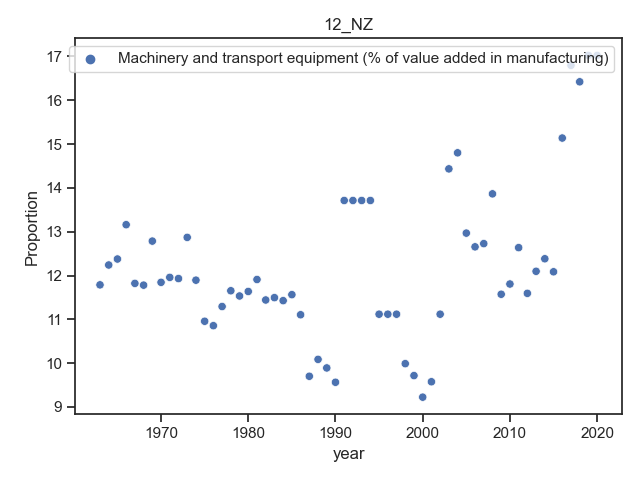 12_NZ
Machinery and transport equipment (% of value added in manufacturing)
17
16
15
14
13
12
11
10
9
Proportion
1970 1980 1990 2000 2010 2020
year